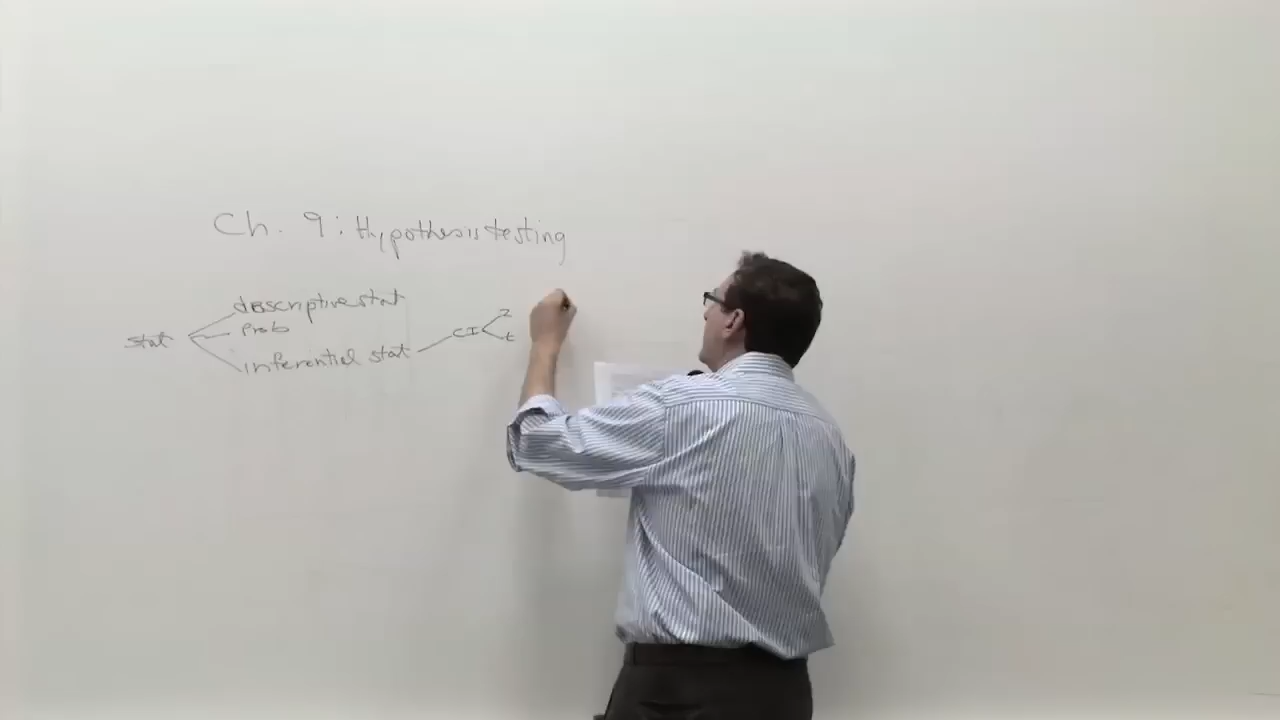 Ch. 9: Hypothesis testing
descriptive stat
Prob
stat
CI
z
t
inferential stat